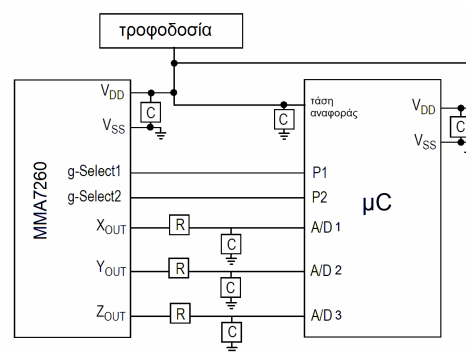 τροφοδοσία
MMA7260
VDD
C
VSS
g-Select1
g-Select2
XOUT
R
C
YOUT
R
C
ZOUT
R
C
C
τάση
αναφοράς
P1
P2
A/D 1
A/D 2
A/D 3
μC
VDD
VSS
C